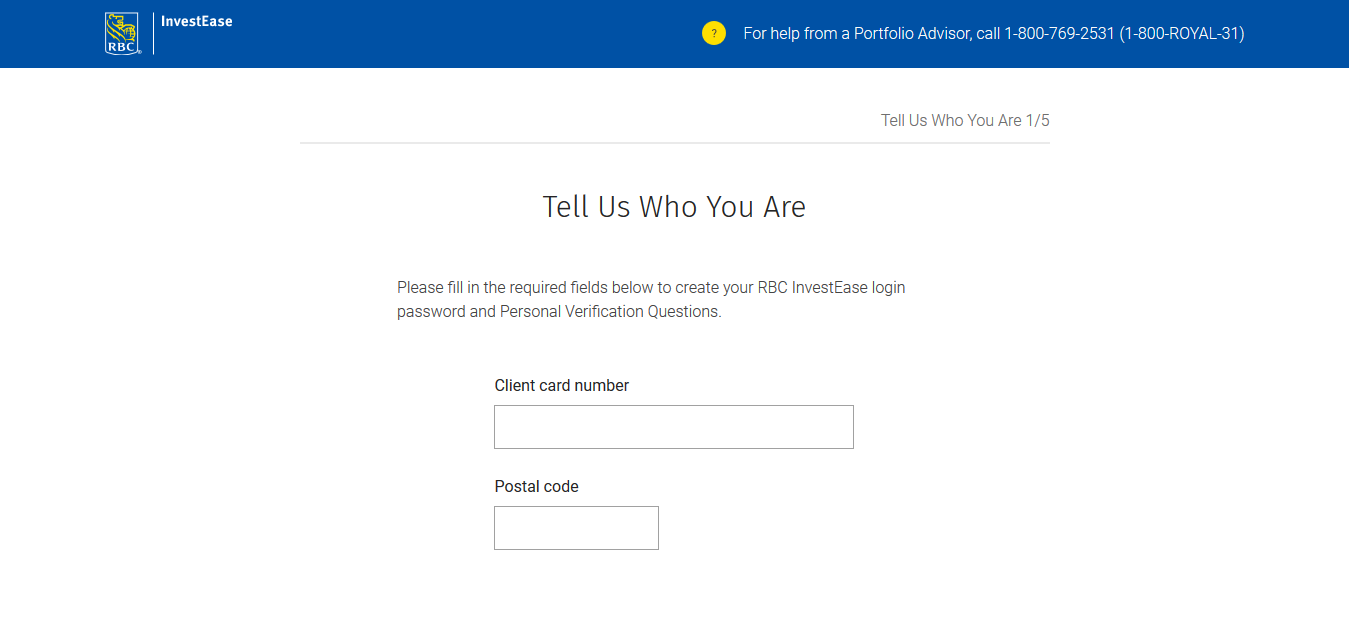 RBC
InvestEase
? For help from a Portfolio Advisor, call 1-800-769-2531 (1-800-ROYAL-31)
Tell Us Who You Are 1/5
Tell Us Who You Are
Please fill in the required fields below to create your RBC InvestEase login
password and Personal Verification Questions.
Client card number
Postal code